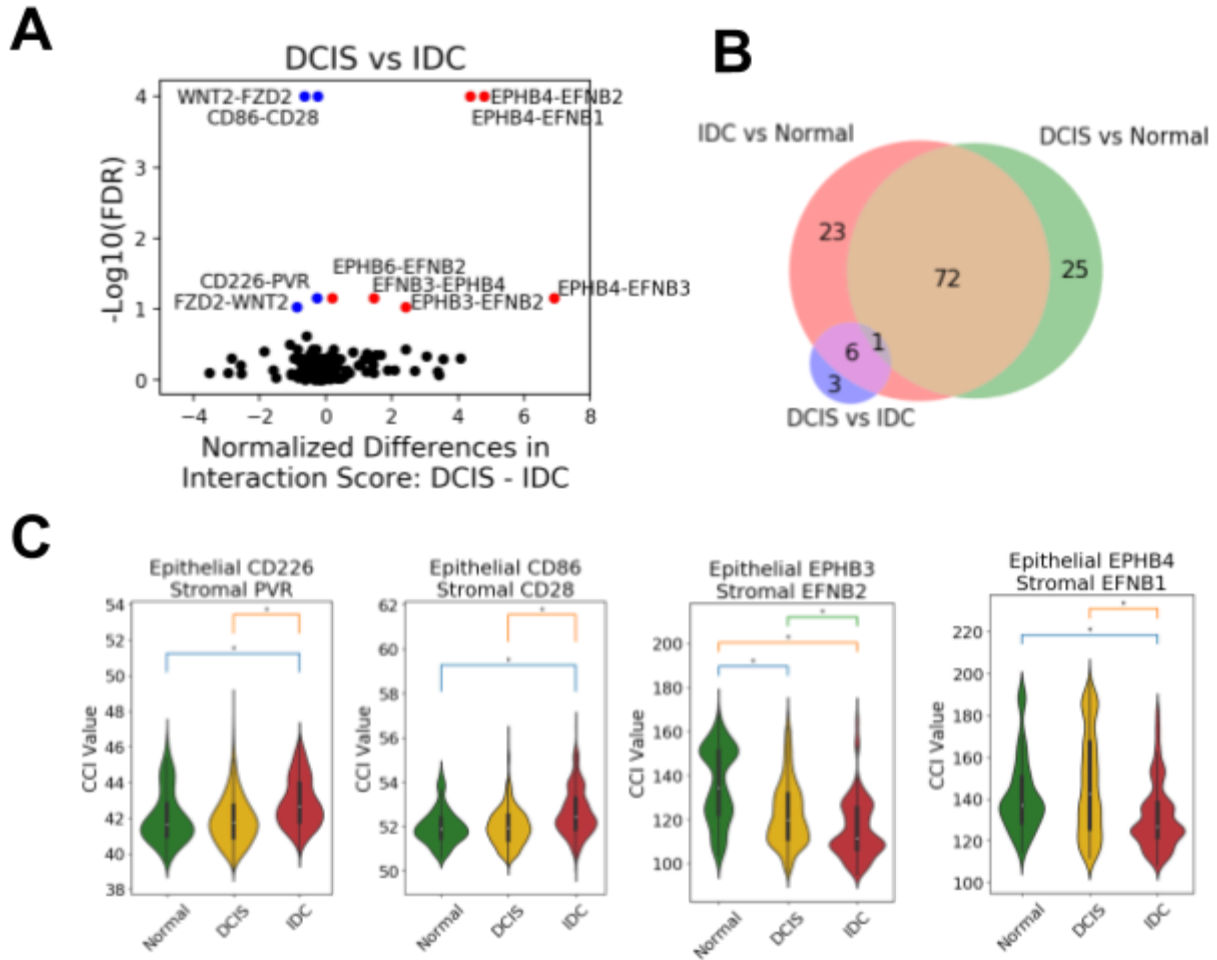 A
DCIS vs IDC
-Log10(FDR)
4
3
2
1
0
WNT2-FZD2
CD86-CD28
EPHB4-EFNB2
EPHB4-EFNB1
EPHB6-EFNB2
CD226-PVR
ENFB3-EPHB4
EPHB4-EFNB3
FZD2-WNT2
EPHB3-EFNB2
−4 −2 0 2 4 6 8
Normalized Differences in
Interaction Score: DCIS - IDC
B
IDC vs Normal
DCIS vs Normal
23
72
25
1
6
3
DCIS vs IDC
C
Epithelial CD226
Stromal PVR
CCI Value
54
52
50
48
46
44
42
40
38
*
*
Normal DCIS IDC
Epithelial CD86
Stromal CD28
CCI Value
62
60
58
56
54
52
50
*
*
Normal DCIS IDC
Epithelial EPHB3
Stromal EFNB2
CCI Value
200
180
160
140
120
100
*
*
*
Normal DCIS IDC
Epithelial EPHB4
Stromal EFNB1
CCI Value
220
200
180
160
140
120
100
*
*
Normal DCIS IDC